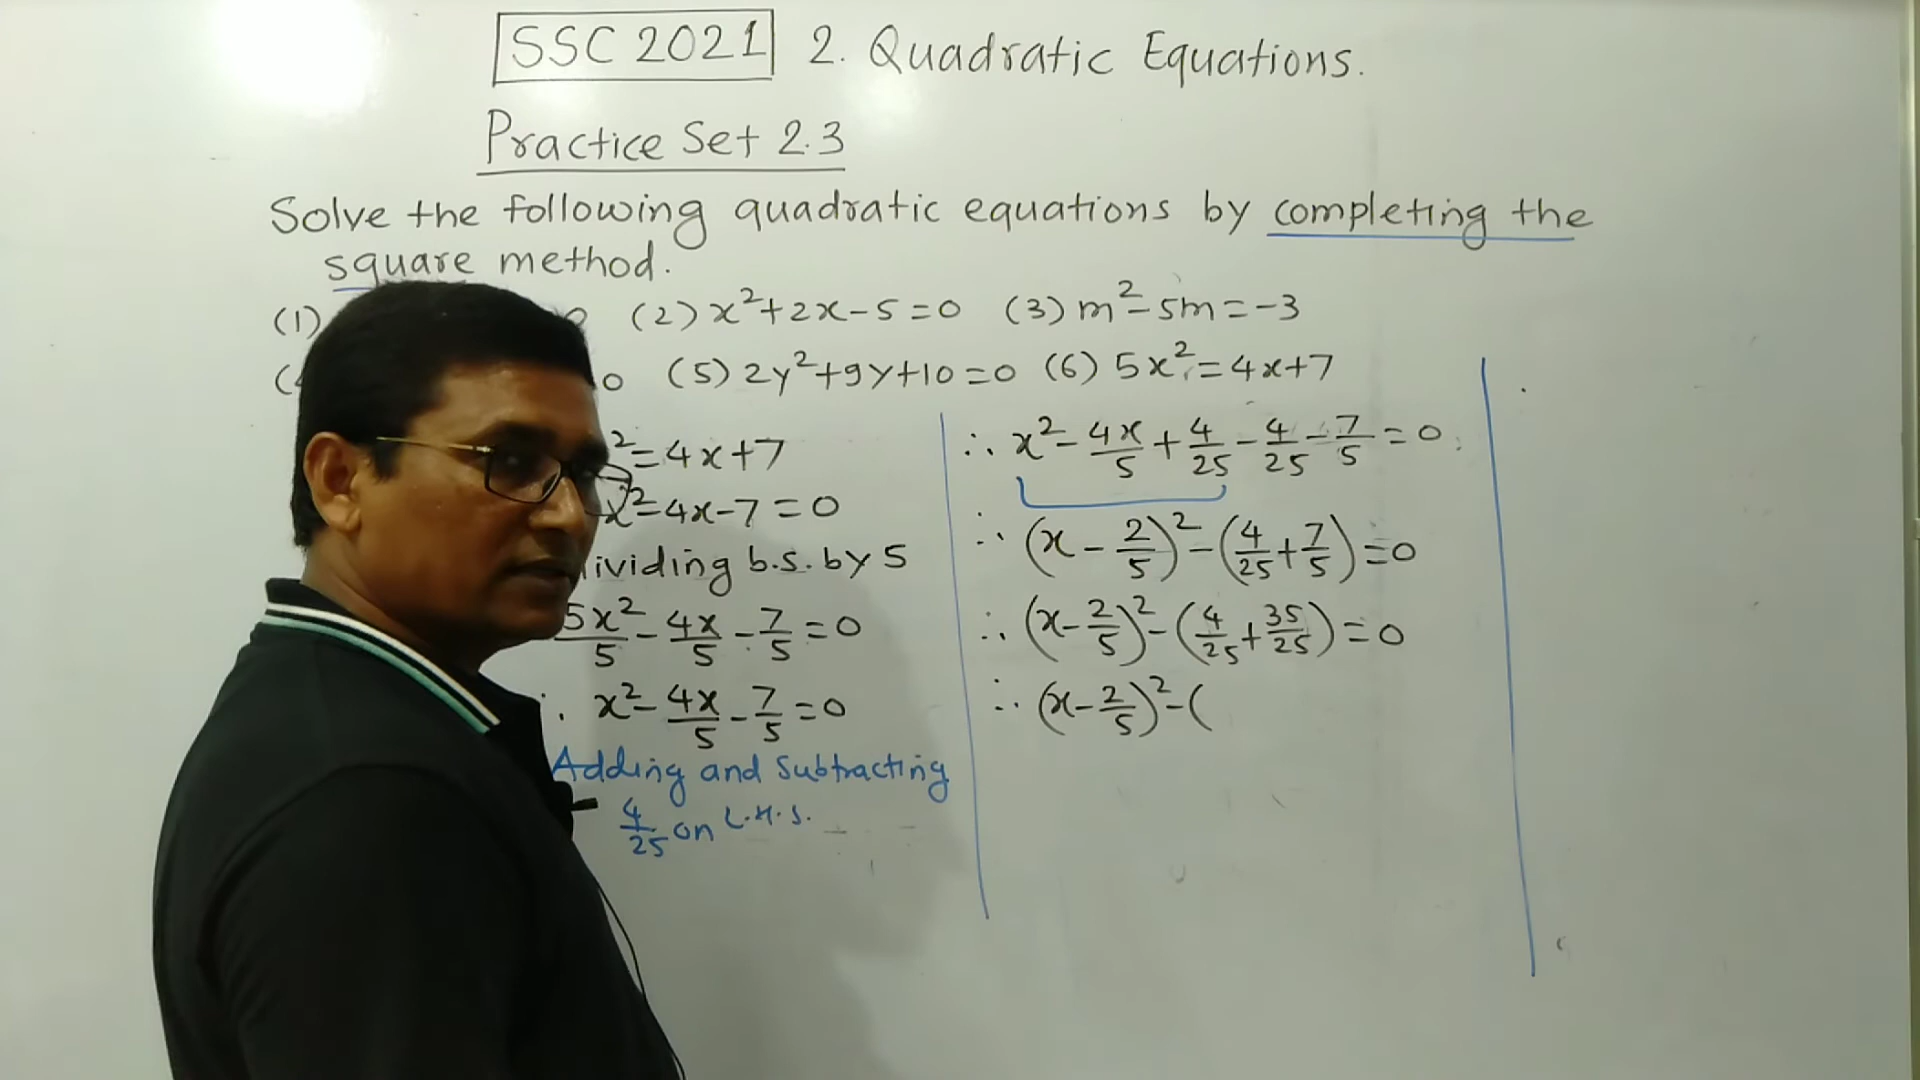 SSC 2021 2. Quadratic Equations.
Practice Set 2.3
Solve the following quadratic equations by completing the
square method.
(1) 0 (2) x²+2x-5=0 (3) m²-5m=-3
0 (5) 2y²+9y+10=0 (6) 5x²=4x+7
²=4x+7
x²-4x-7=0
ividing b.s. by 5
5x²/5 - 4x/5 - 7/5 = 0
x² - 4x/5 - 7/5 = 0
Adding and Subtracting
4/25 on L.H.S.
∴ x² - 4x/5 + 4/25 - 4/25 - 7/5 = 0
∴ (x - 2/5)² - (4/25 + 7/5) = 0
∴ (x - 2/5)² - (4/25 + 35/25) = 0
∴ (x - 2/5)² - (